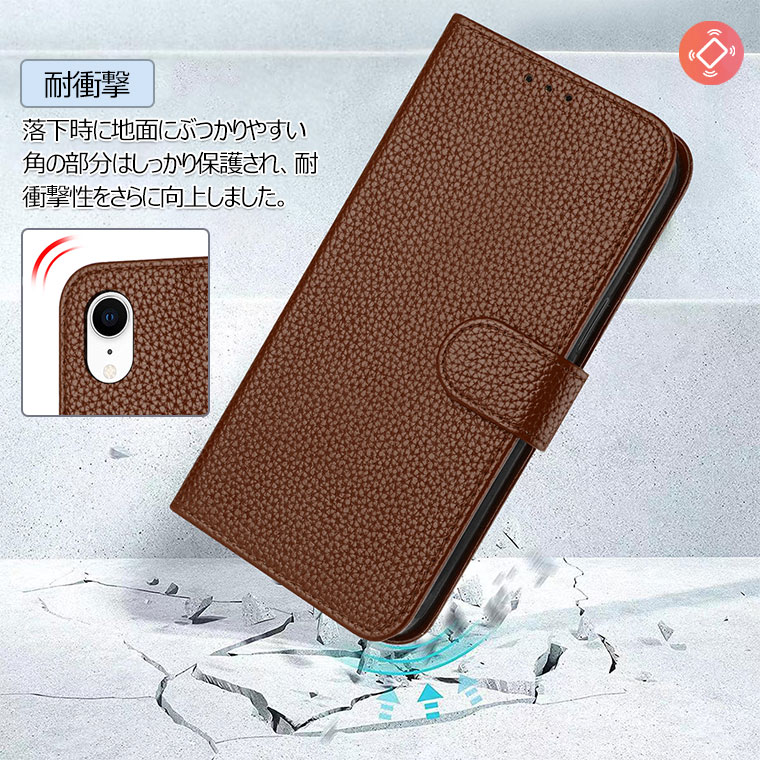 耐衝撃
落下時に地面にぶつかりやすい
角の部分はしっかり保護され、耐
衝撃性をさらに向上しました。